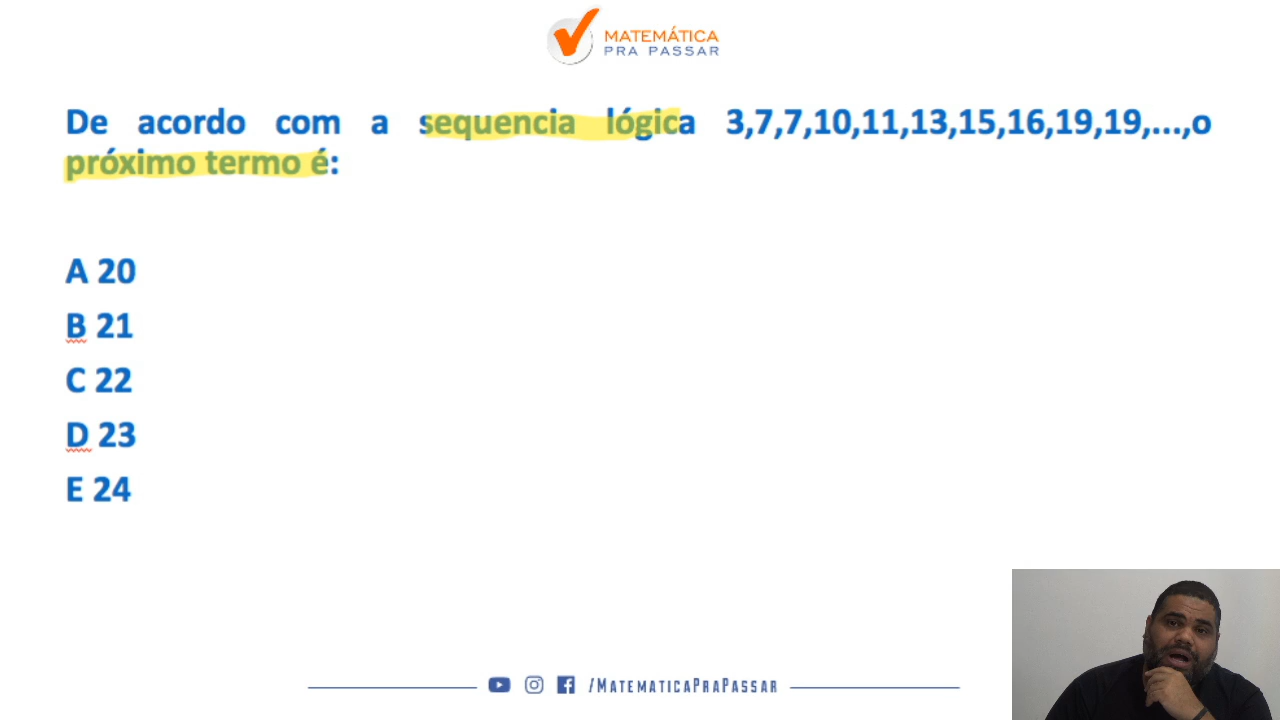 MATEMÁTICA
PRA PASSAR
De acordo com a sequencia lógica 3,7,7,10,11,13,15,16,19,19,...,o
próximo termo é:
A 20
B 21
C 22
D 23
E 24
/MATEMATICAPRAPASSAR